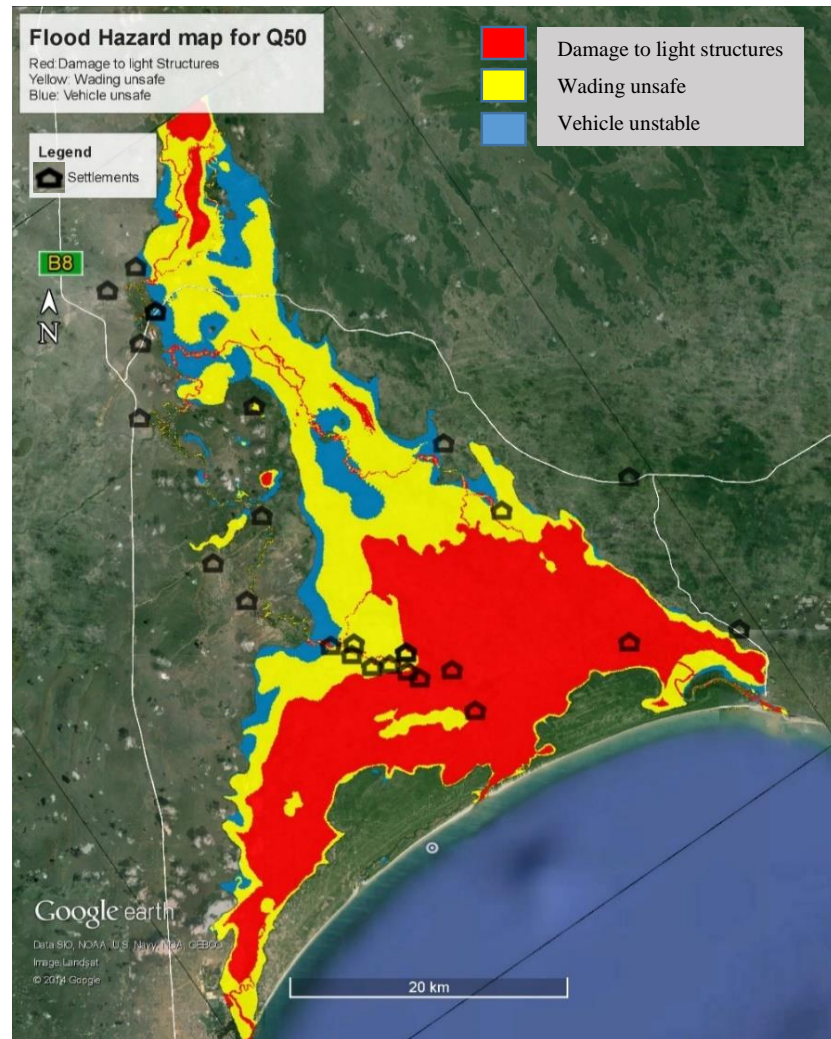 Flood Hazard map for Q50
Red:Damage to light Structures
Yellow: Wading unsafe
Blue: Vehicle unsafe
Damage to light structures
Wading unsafe
Vehicle unstable
Legend
Settlements
B8
N
Google earth
Data SIO, NOAA, U.S. Navy, NGA, GEBCO
Image Landsat
© 2014 Google
20 km